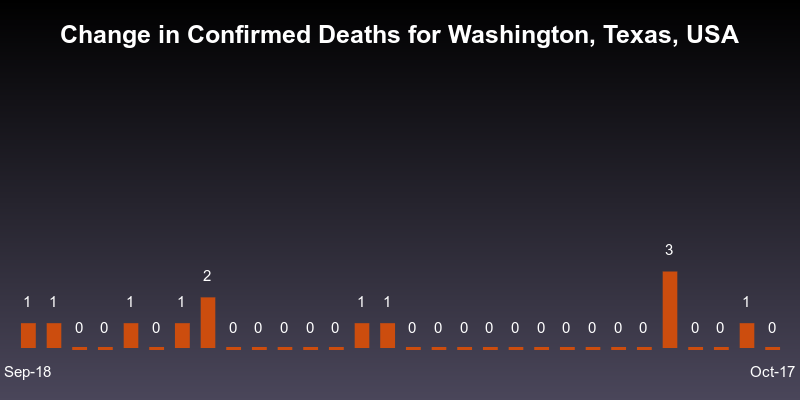 Change in Confirmed Deaths for Washington, Texas, USA
3
2
1 1 1 1 1 1 1
0 0 0 0 0 0 0 0 0 0 0 0 0 0 0 0 0 0 0 0 0
Sep-18 Oct-17